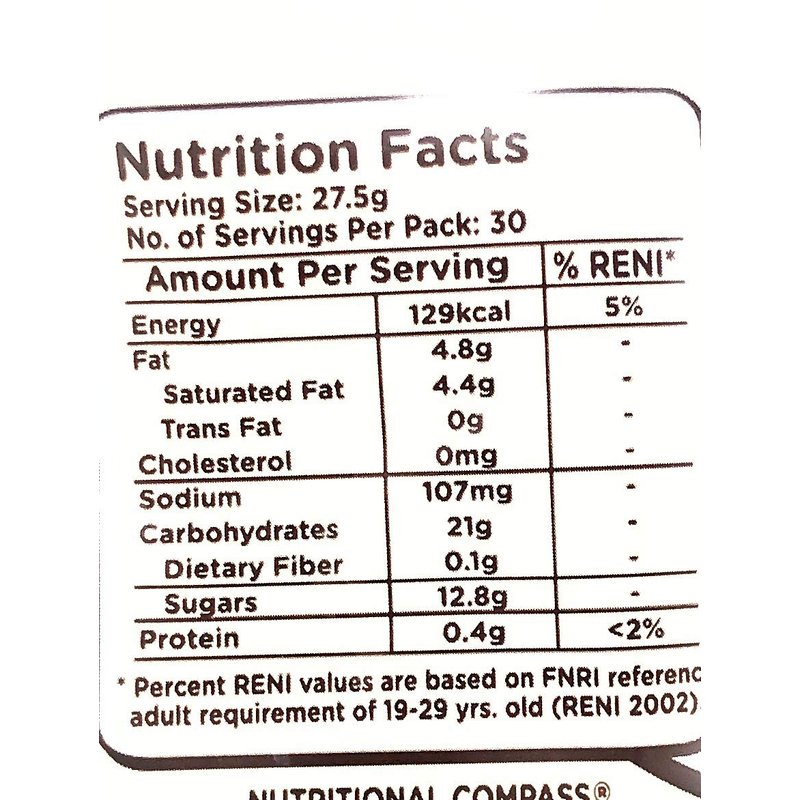 Nutrition Facts
Serving Size: 27.5g
No. of Servings Per Pack: 30
Amount Per Serving % RENI*
Energy 129kcal 5%
Fat 4.8g -
Saturated Fat 4.4g -
Trans Fat 0g -
Cholesterol 0mg -
Sodium 107mg -
Carbohydrates 21g -
Dietary Fiber 0.1g -
Sugars 12.8g -
Protein 0.4g <2%
* Percent RENI values are based on FNRI referenc
adult requirement of 19-29 yrs. old (RENI 2002)
NUTRITIONAL COMPASS®